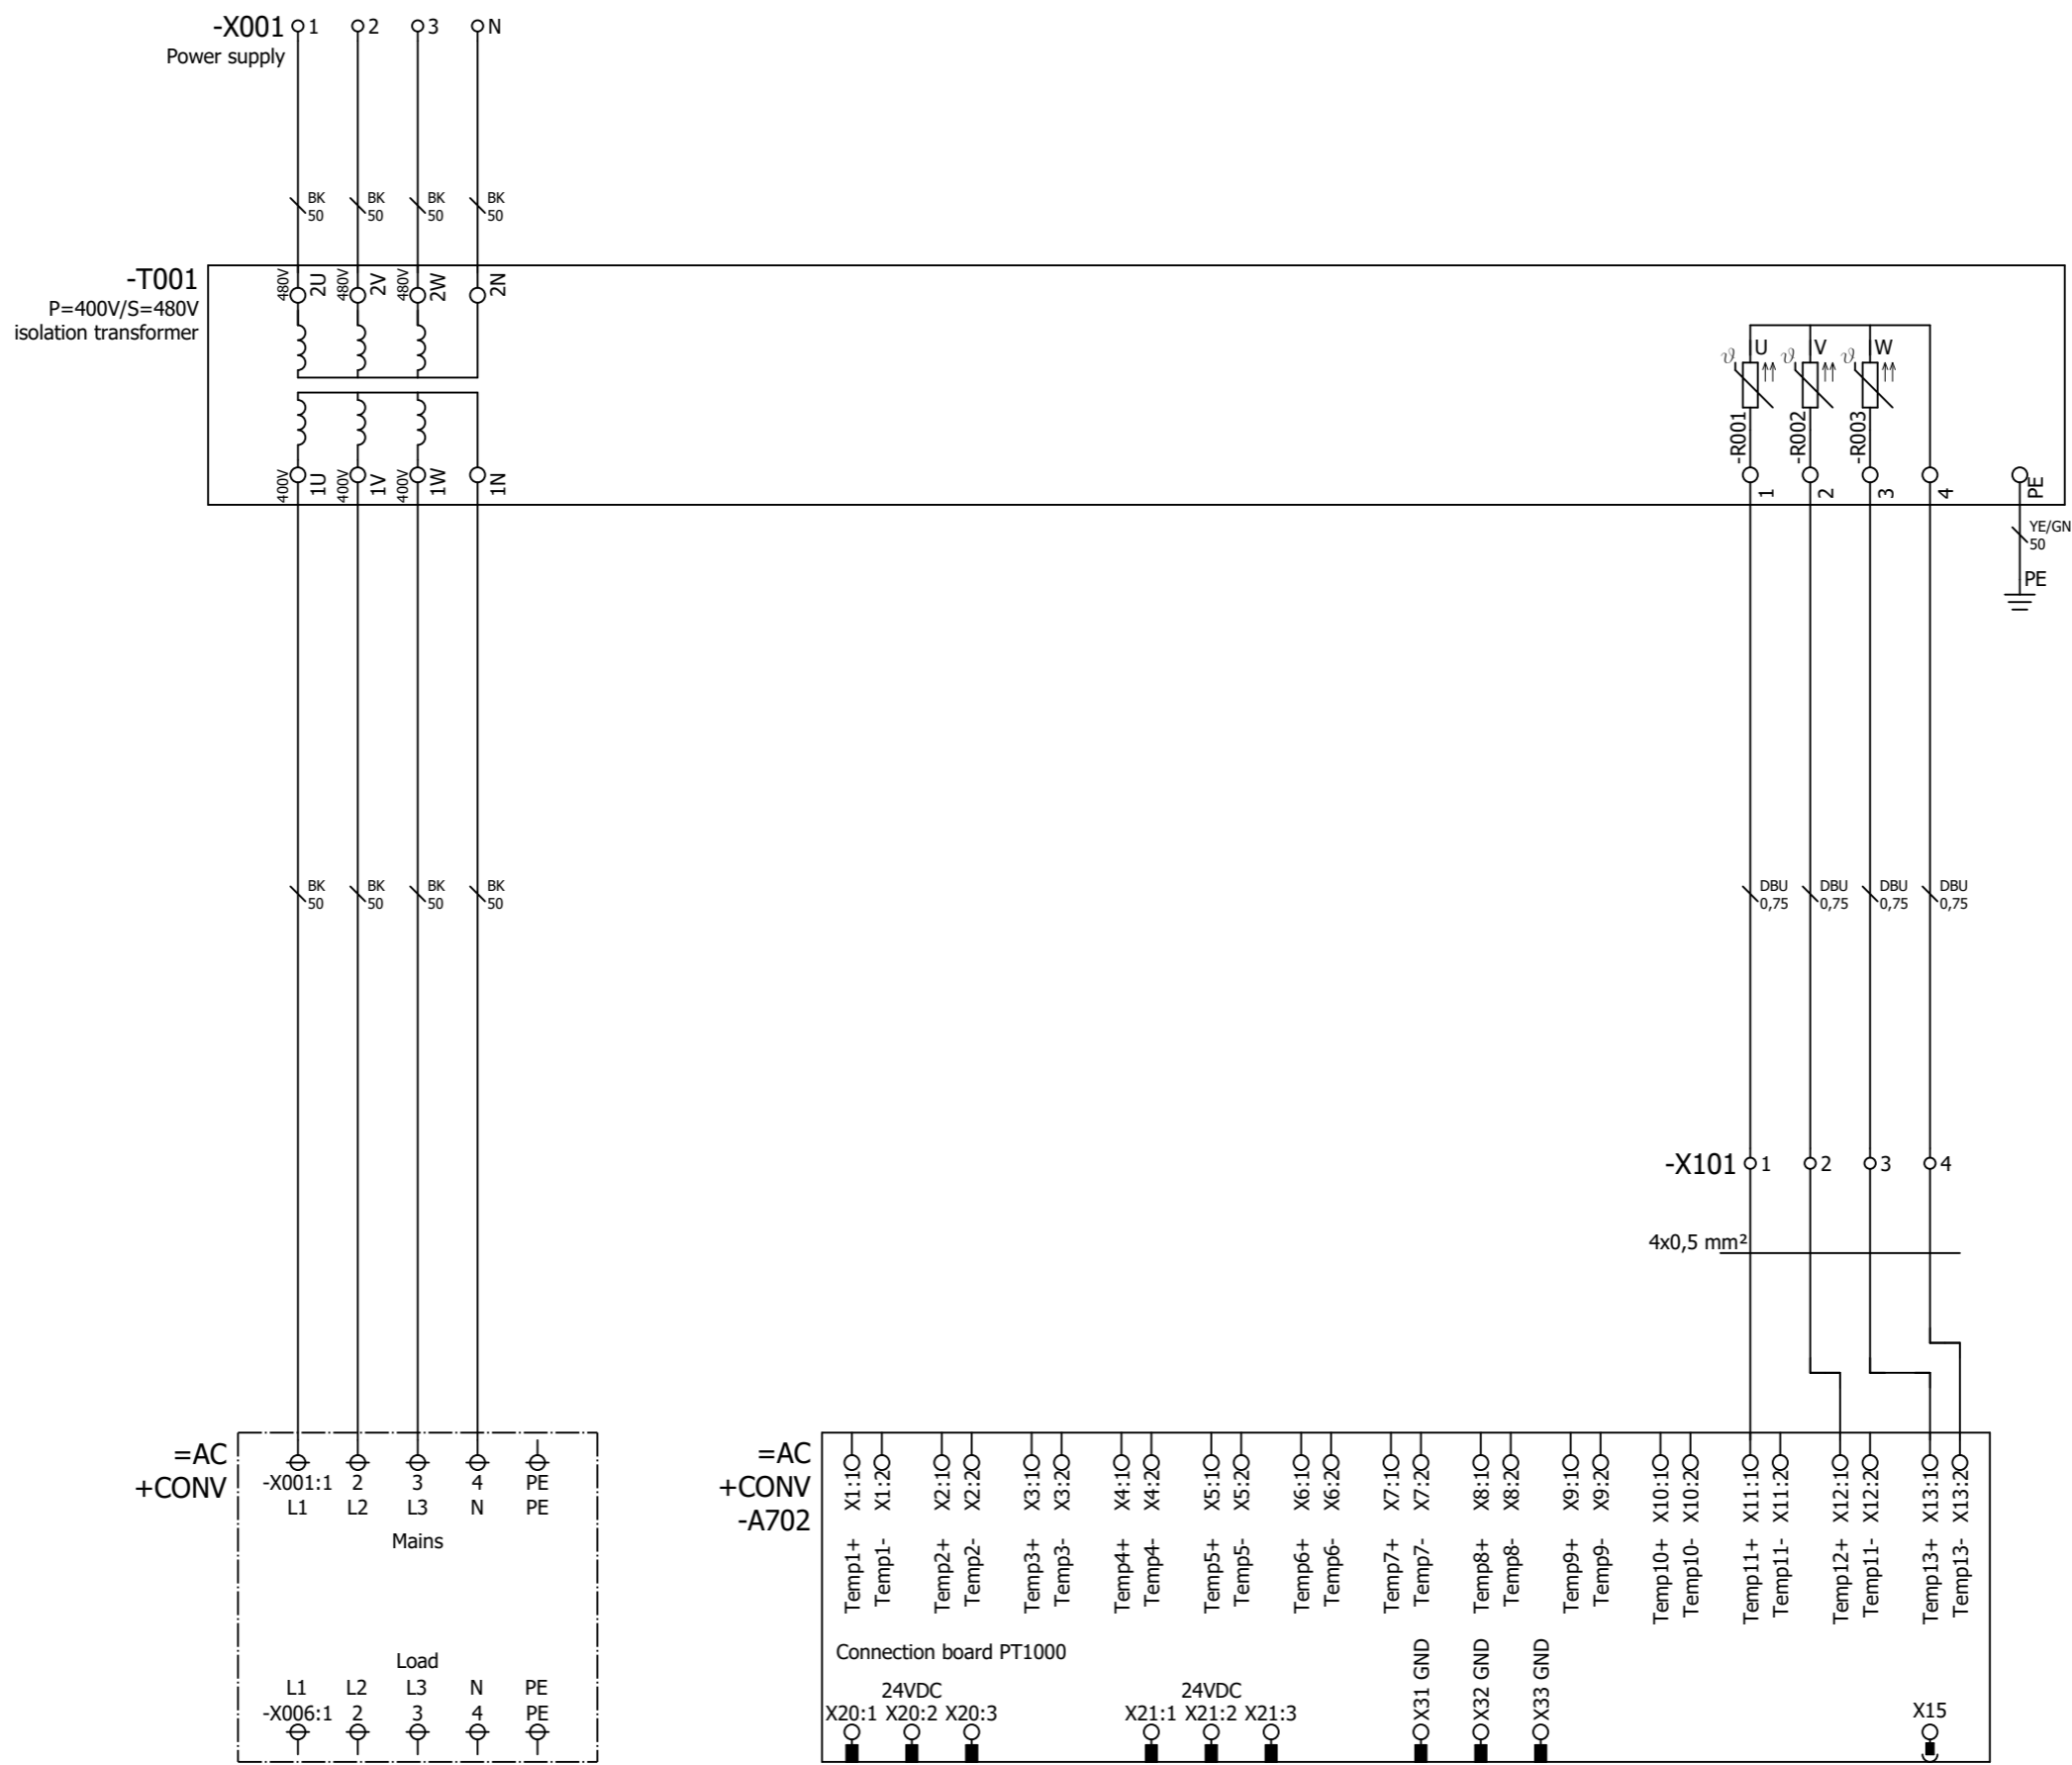 -X001 1 2 3 N
Power supply
BK BK BK BK
50 50 50 50
-T001
P=400V/S=480V
isolation transformer
480V 2U 480V 2V 480V 2W 2N
400V 1U 400V 1V 400V 1W 1N
ϑ U ϑ V ϑ W
-R001 -R002 -R003
1 2 3 4 PE
YE/GN
50
PE
BK BK BK BK DBU DBU DBU DBU
50 50 50 50 0,75 0,75 0,75 0,75
-X101 1 2 3 4
4x0,5 mm²
=AC
+CONV
-X001:1 2 3 4 PE
L1 L2 L3 N PE
Mains
Load
L1 L2 L3 N PE
-X006:1 2 3 4 PE
=AC
+CONV
-A702
X1:1 X1:2 X2:1 X2:2 X3:1 X3:2 X4:1 X4:2 X5:1 X5:2 X6:1 X6:2 X7:1 X7:2 X8:1 X8:2 X9:1 X9:2 X10:1 X10:2 X11:1 X11:2 X12:1 X12:2 X13:1 X13:2
Temp1+ Temp1- Temp2+ Temp2- Temp3+ Temp3- Temp4+ Temp4- Temp5+ Temp5- Temp6+ Temp6- Temp7+ Temp7- Temp8+ Temp8- Temp9+ Temp9- Temp10+ Temp10- Temp11+ Temp11- Temp12+ Temp11- Temp13+ Temp13-
Connection board PT1000
X31 GND X32 GND X33 GND
24VDC 24VDC
X20:1 X20:2 X20:3 X21:1 X21:2 X21:3 X15